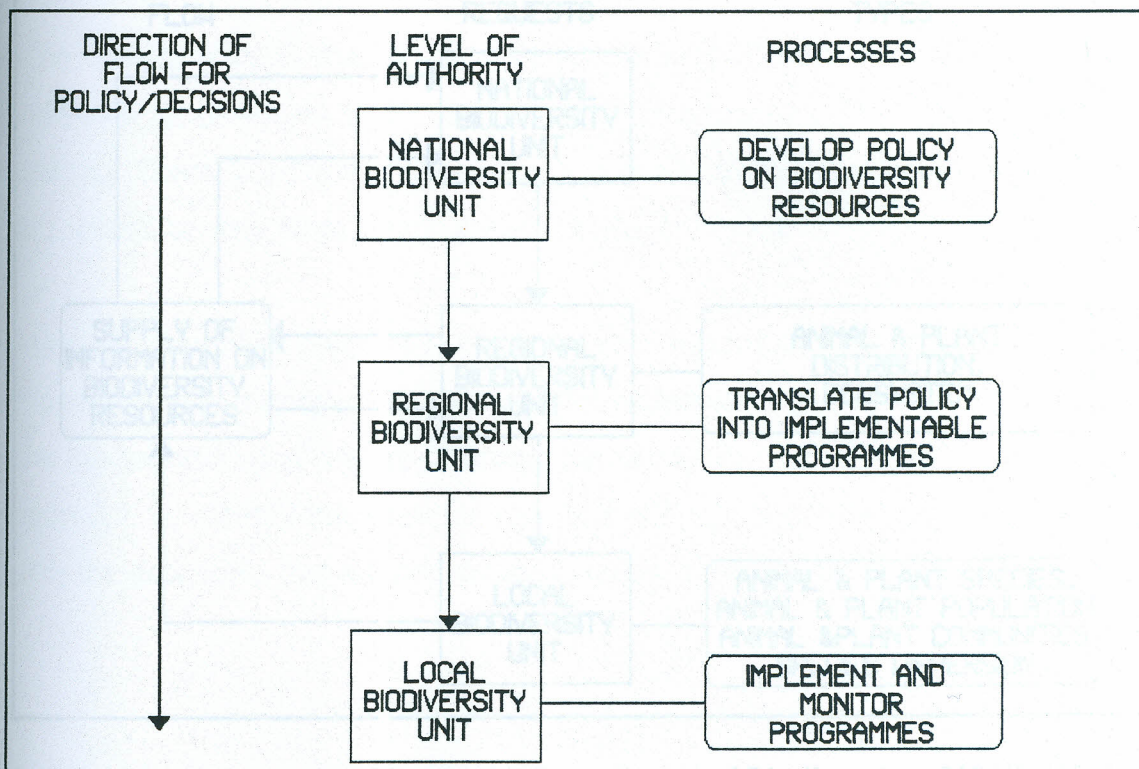 DIRECTION OF
FLOW FOR
POLICY/DECISIONS
LEVEL OF
AUTHORITY
PROCESSES
NATIONAL
BIODIVERSITY
UNIT
DEVELOP POLICY
ON BIODIVERSITY
RESOURCES
REGIONAL
BIODIVERSITY
UNIT
TRANSLATE POLICY
INTO IMPLEMENTABLE
PROGRAMMES
LOCAL
BIODIVERSITY
UNIT
IMPLEMENT AND
MONITOR
PROGRAMMES